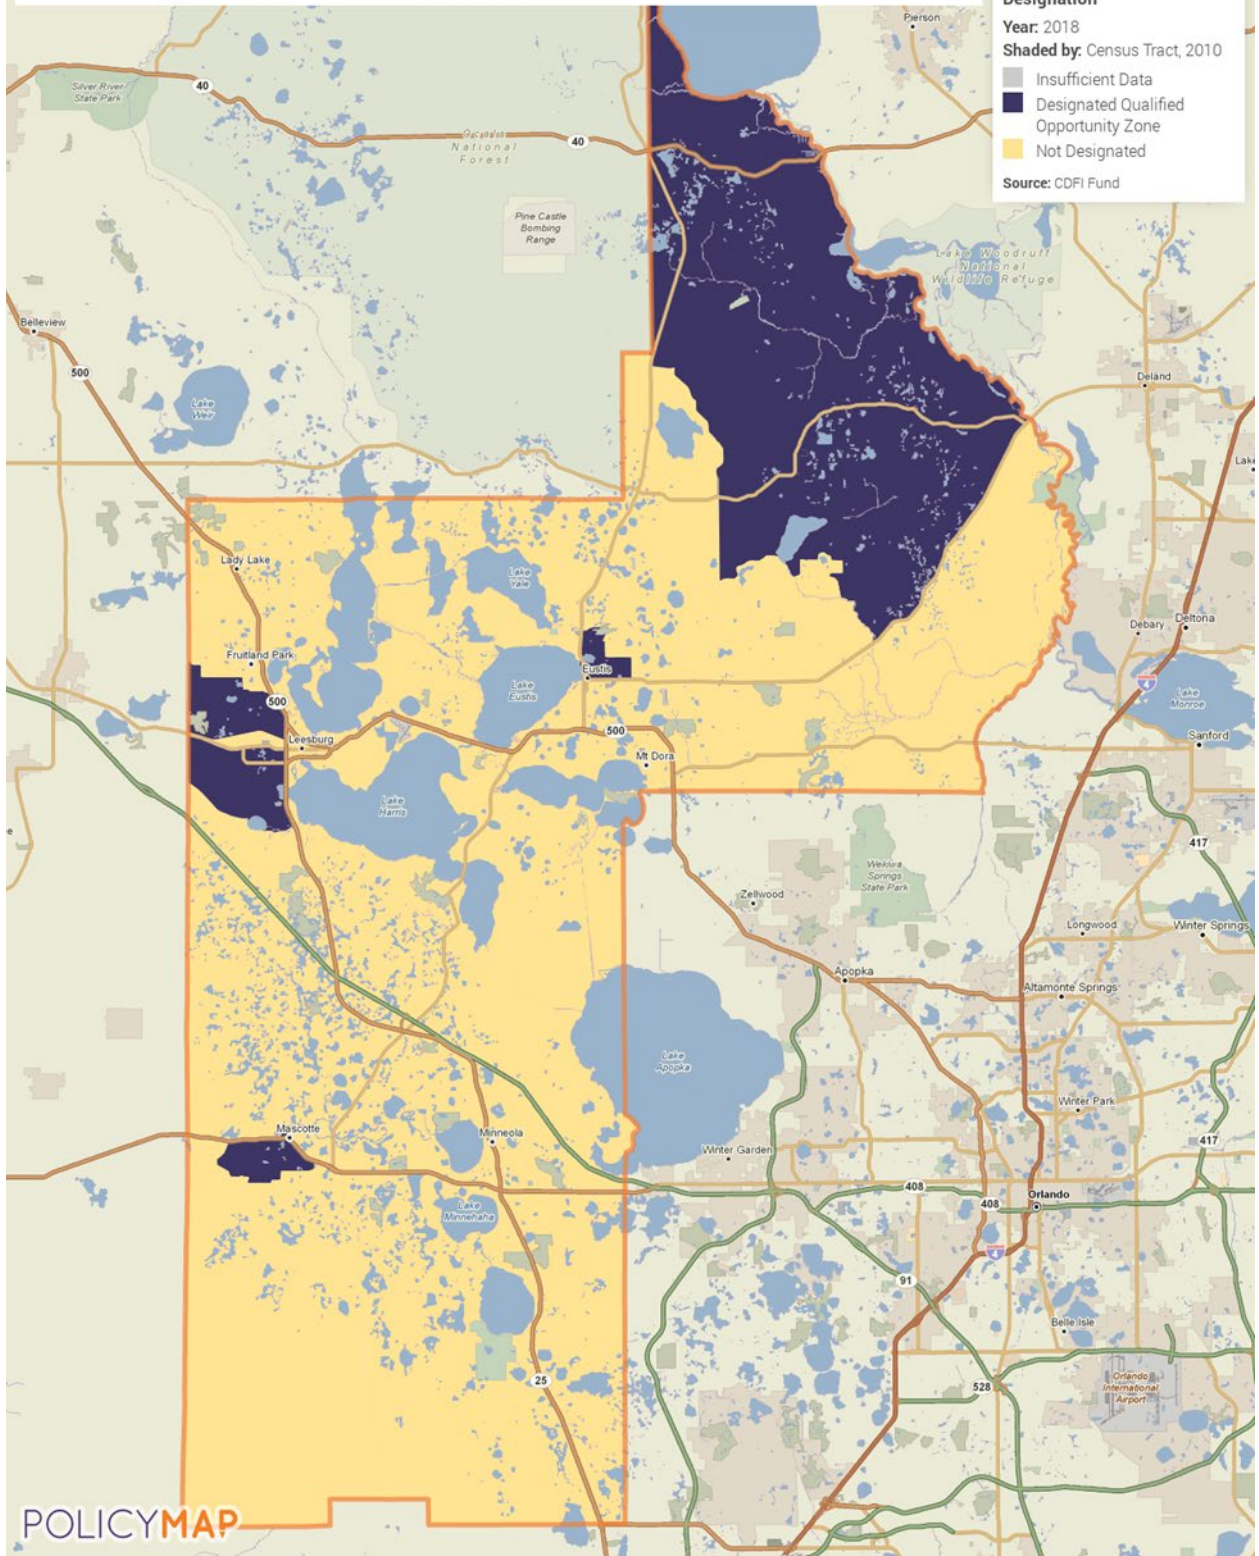 Designation
Year: 2018
Shaded by: Census Tract, 2010
Insufficient Data
Designated Qualified
Opportunity Zone
Not Designated
Source: CDFI Fund
Pierson
Silver River
State Park
40
Ocala
National
Forest
40
Pine Castle
Bombing
Range
Lake Woodruff
National
Wildlife Refuge
Belleview
500
Lake
Weir
Deland
Lake
Lady Lake
Lake
Yale
Debary
Deltona
Fruitland Park
Eustis
Lake
Eustis
4
Lake
Monroe
500
Leesburg
500
Sanford
Mt Dora
Lake
Harris
417
Wekiwa
Springs
State Park
Zellwood
Longwood
Winter Springs
Apopka
Altamonte Springs
Lake
Apopka
Winter Park
Mascotte
Minneola
417
Winter Garden
408
Orlando
408
Lake
Minnehaha
4
91
Belle Isle
25
528
Orlando
International
Airport
POLICYMAP